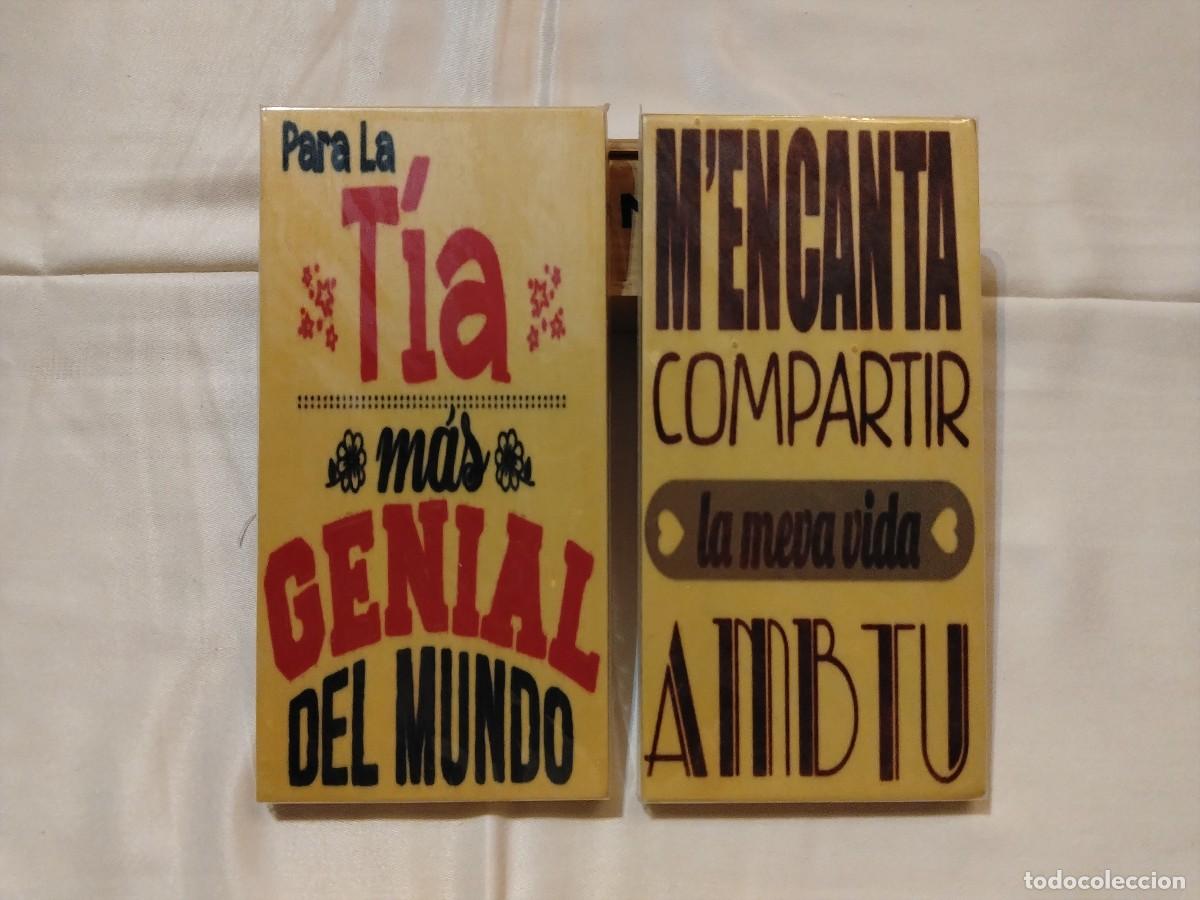 Para La
Tía
más
GENIAL
DEL MUNDO
M'ENCANTA
COMPARTIR
la meva vida
AMB TU
todocoleccion